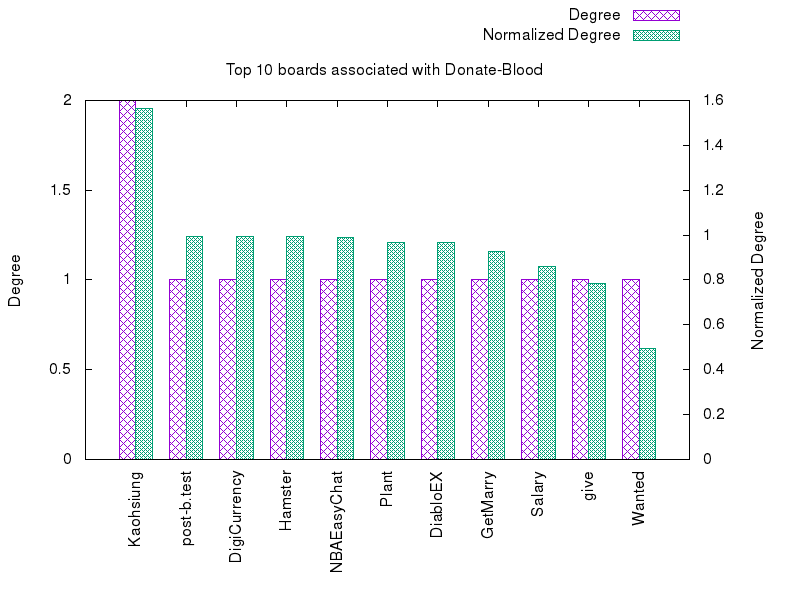 Degree
Normalized Degree
Top 10 boards associated with Donate-Blood
2
1.5
1
0.5
0
Degree
1.6
1.4
1.2
1
0.8
0.6
0.4
0.2
0
Normalized Degree
Kaohsiung
post-b.test
DigiCurrency
Hamster
NBAEasyChat
Plant
DiabloEX
GetMarry
Salary
give
Wanted